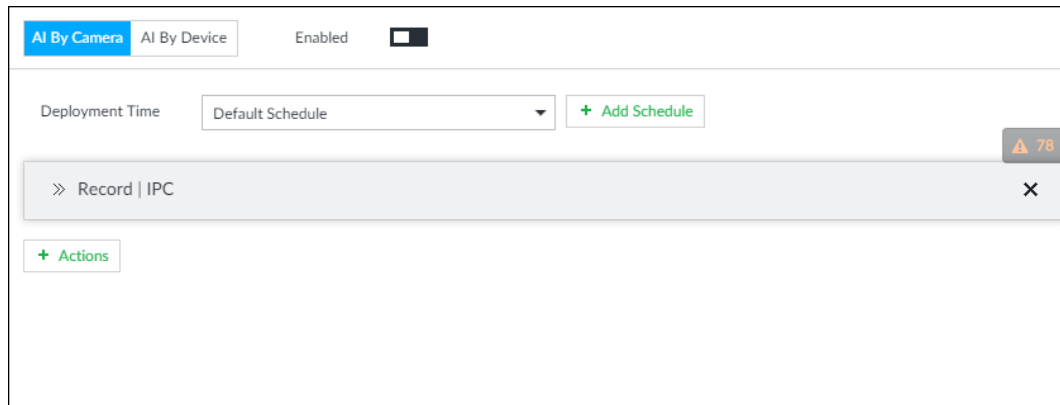 AI By Camera AI By Device Enabled
Deployment Time Default Schedule + Add Schedule
78
Record | IPC
+ Actions